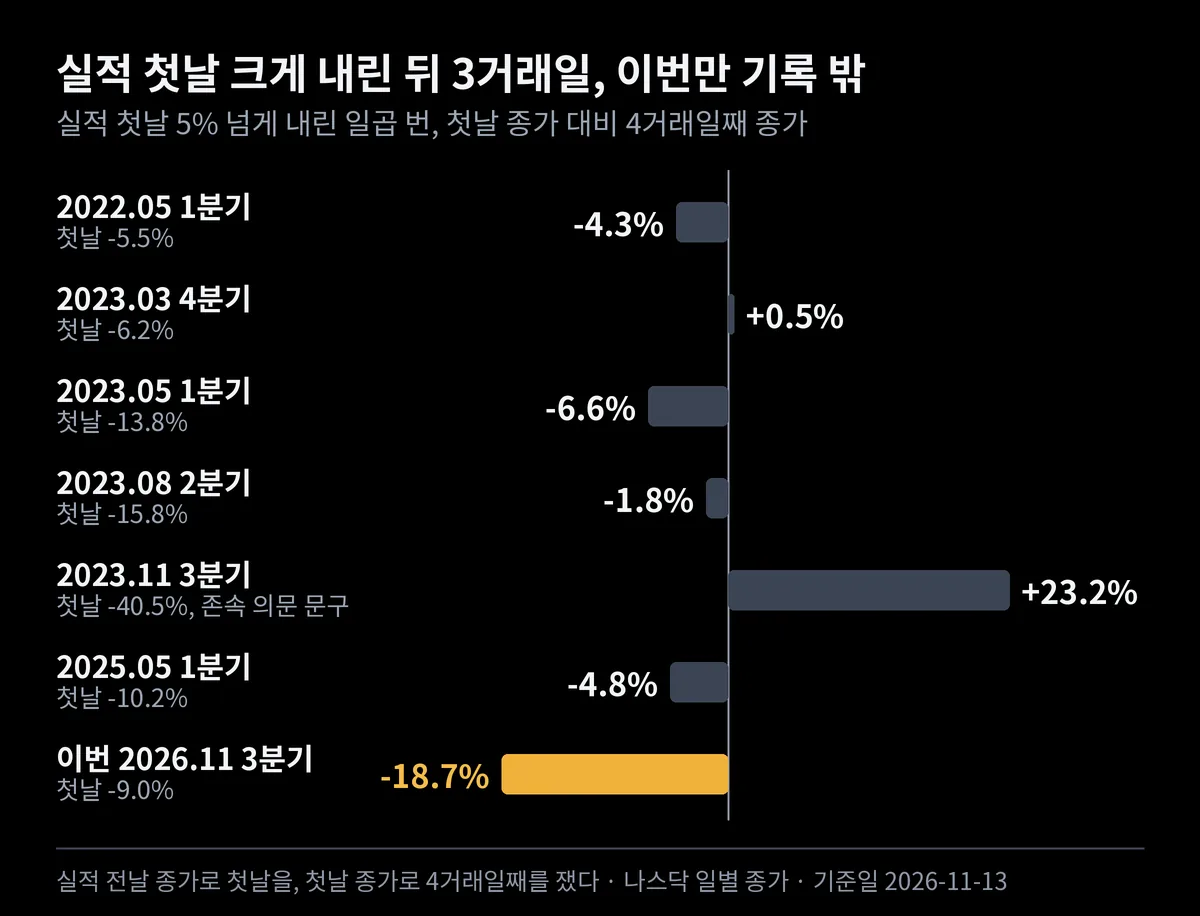 실적 첫날 크게 내린 뒤 3거래일, 이번만 기록 밖
실적 첫날 5% 넘게 내린 일곱 번, 첫날 종가 대비 4거래일째 종가
2022.05 1분기
첫날 -5.5%
-4.3%
2023.03 4분기
첫날 -6.2%
+0.5%
2023.05 1분기
첫날 -13.8%
-6.6%
2023.08 2분기
첫날 -15.8%
-1.8%
2023.11 3분기
첫날 -40.5%, 존속 의문 문구
+23.2%
2025.05 1분기
첫날 -10.2%
-4.8%
이번 2026.11 3분기
첫날 -9.0%
-18.7%
실적 전날 종가로 첫날을, 첫날 종가로 4거래일째를 쟀다 · 나스닥 일별 종가 · 기준일 2026-11-13